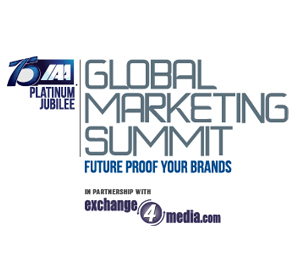 75 IAA
PLATINUM
JUBILEE
GLOBAL
MARKETING
SUMMIT
FUTURE PROOF YOUR BRANDS
IN PARTNERSHIP WITH
exchange4media.com